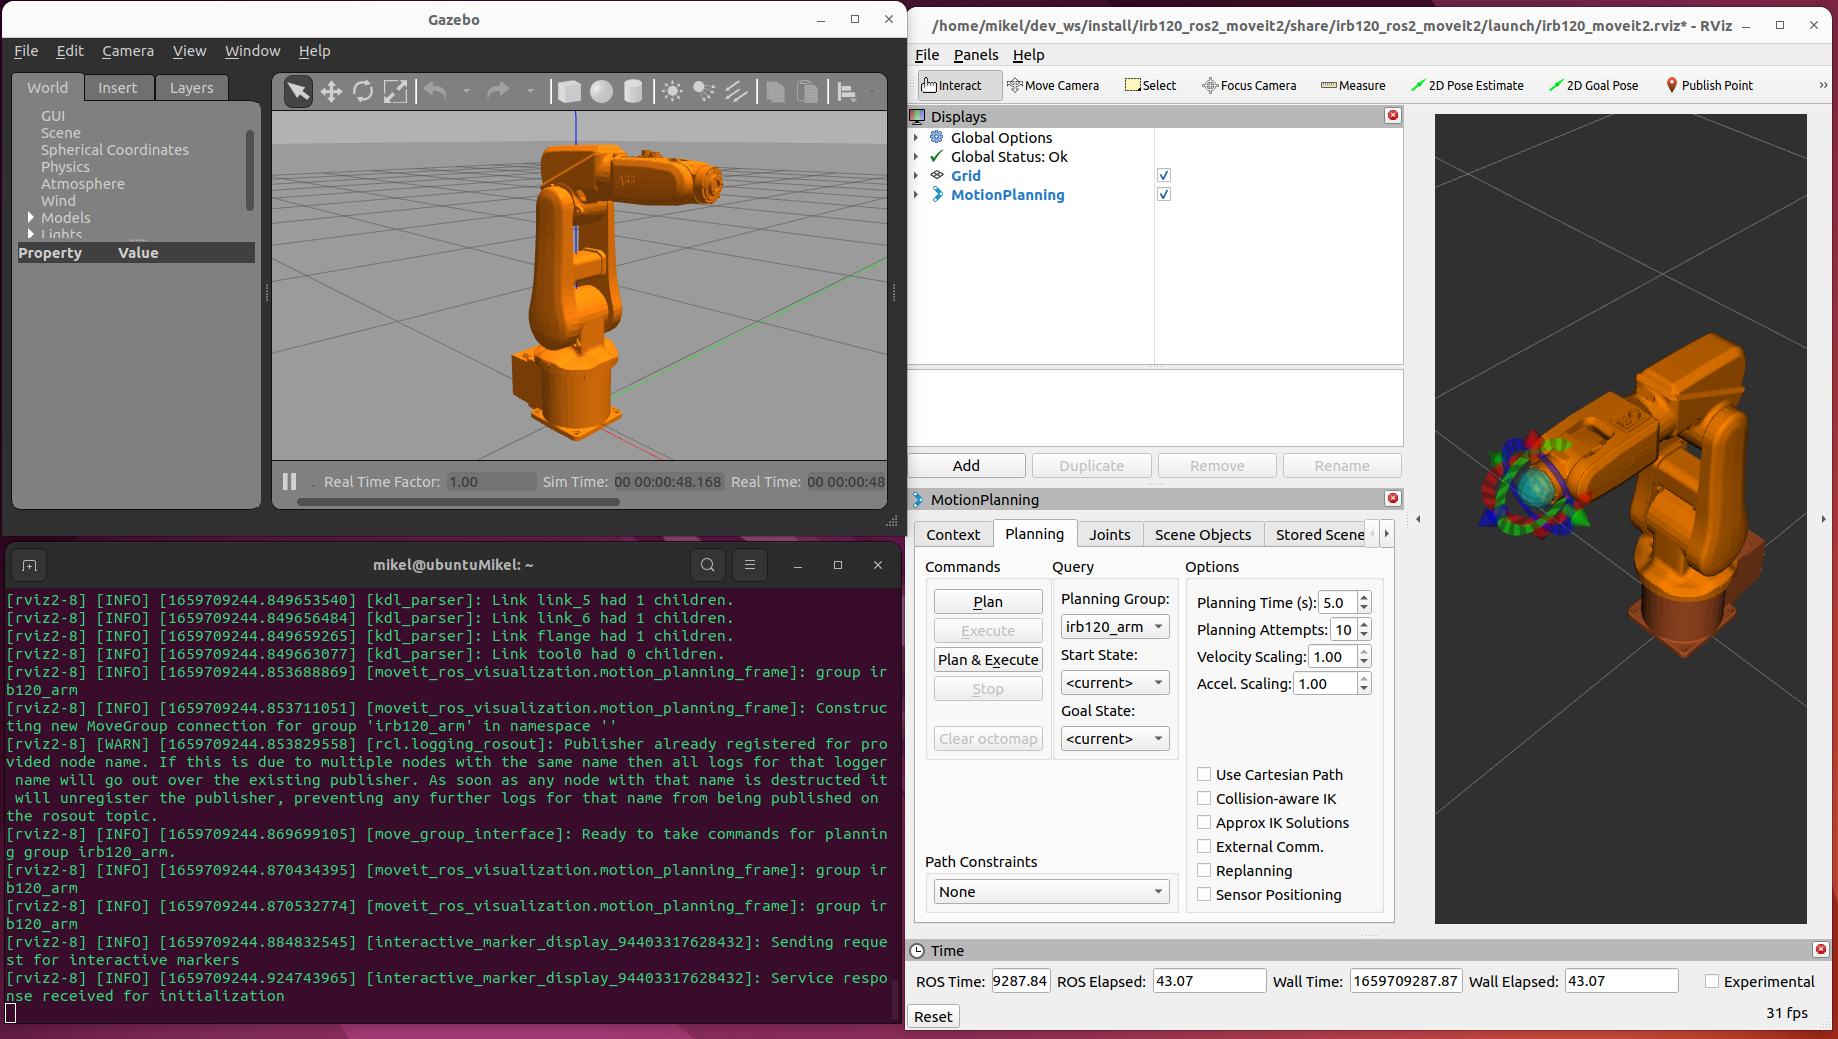 Gazebo
File Edit Camera View Window Help
World Insert Layers
GUI
Scene
Spherical Coordinates
Physics
Atmosphere
Wind
Models
Lights
Property Value
ABB
Real Time Factor: 1.00 Sim Time: 00 00:00:48.168 Real Time: 00 00:00:48
mikel@ubuntuMikel: ~
[rviz2-8] [INFO] [1659709244.849653540] [kdl_parser]: Link link_5 had 1 children.
[rviz2-8] [INFO] [1659709244.849656484] [kdl_parser]: Link link_6 had 1 children.
[rviz2-8] [INFO] [1659709244.849659265] [kdl_parser]: Link flange had 1 children.
[rviz2-8] [INFO] [1659709244.849663077] [kdl_parser]: Link tool0 had 0 children.
[rviz2-8] [INFO] [1659709244.853688869] [moveit_ros_visualization.motion_planning_frame]: group ir
b120_arm
[rviz2-8] [INFO] [1659709244.853711051] [moveit_ros_visualization.motion_planning_frame]: Construc
ting new MoveGroup connection for group 'irb120_arm' in namespace ''
[rviz2-8] [WARN] [1659709244.853829558] [rcl.logging_rosout]: Publisher already registered for pro
vided node name. If this is due to multiple nodes with the same name then all logs for that logger
 name will go out over the existing publisher. As soon as any node with that name is destructed it
 will unregister the publisher, preventing any further logs for that name from being published on
the rosout topic.
[rviz2-8] [INFO] [1659709244.869699105] [move_group_interface]: Ready to take commands for plannin
g group irb120_arm.
[rviz2-8] [INFO] [1659709244.870434395] [moveit_ros_visualization.motion_planning_frame]: group ir
b120_arm
[rviz2-8] [INFO] [1659709244.870532774] [moveit_ros_visualization.motion_planning_frame]: group ir
b120_arm
[rviz2-8] [INFO] [1659709244.884832545] [interactive_marker_display_94403317628432]: Sending reque
st for interactive markers
[rviz2-8] [INFO] [1659709244.924743965] [interactive_marker_display_94403317628432]: Service respo
nse received for initialization
/home/mikel/dev_ws/install/irb120_ros2_moveit2/share/irb120_ros2_moveit2/launch/irb120_moveit2.rviz* - RViz
File Panels Help
Interact Move Camera Select Focus Camera Measure 2D Pose Estimate 2D Goal Pose Publish Point »
Displays
Global Options
Global Status: Ok
Grid
MotionPlanning
Add Duplicate Remove Rename
MotionPlanning
Context Planning Joints Scene Objects Stored Scene
Commands Query Options
Plan
Execute
Plan & Execute
Stop
Clear octomap
Planning Group:
irb120_arm
Start State:
<current>
Goal State:
<current>
Planning Time (s): 5.0
Planning Attempts: 10
Velocity Scaling: 1.00
Accel. Scaling: 1.00
Use Cartesian Path
Collision-aware IK
Approx IK Solutions
External Comm.
Replanning
Sensor Positioning
Path Constraints
None
Time
ROS Time: 9287.84 ROS Elapsed: 43.07 Wall Time: 1659709287.87 Wall Elapsed: 43.07 Experimental
Reset 31 fps